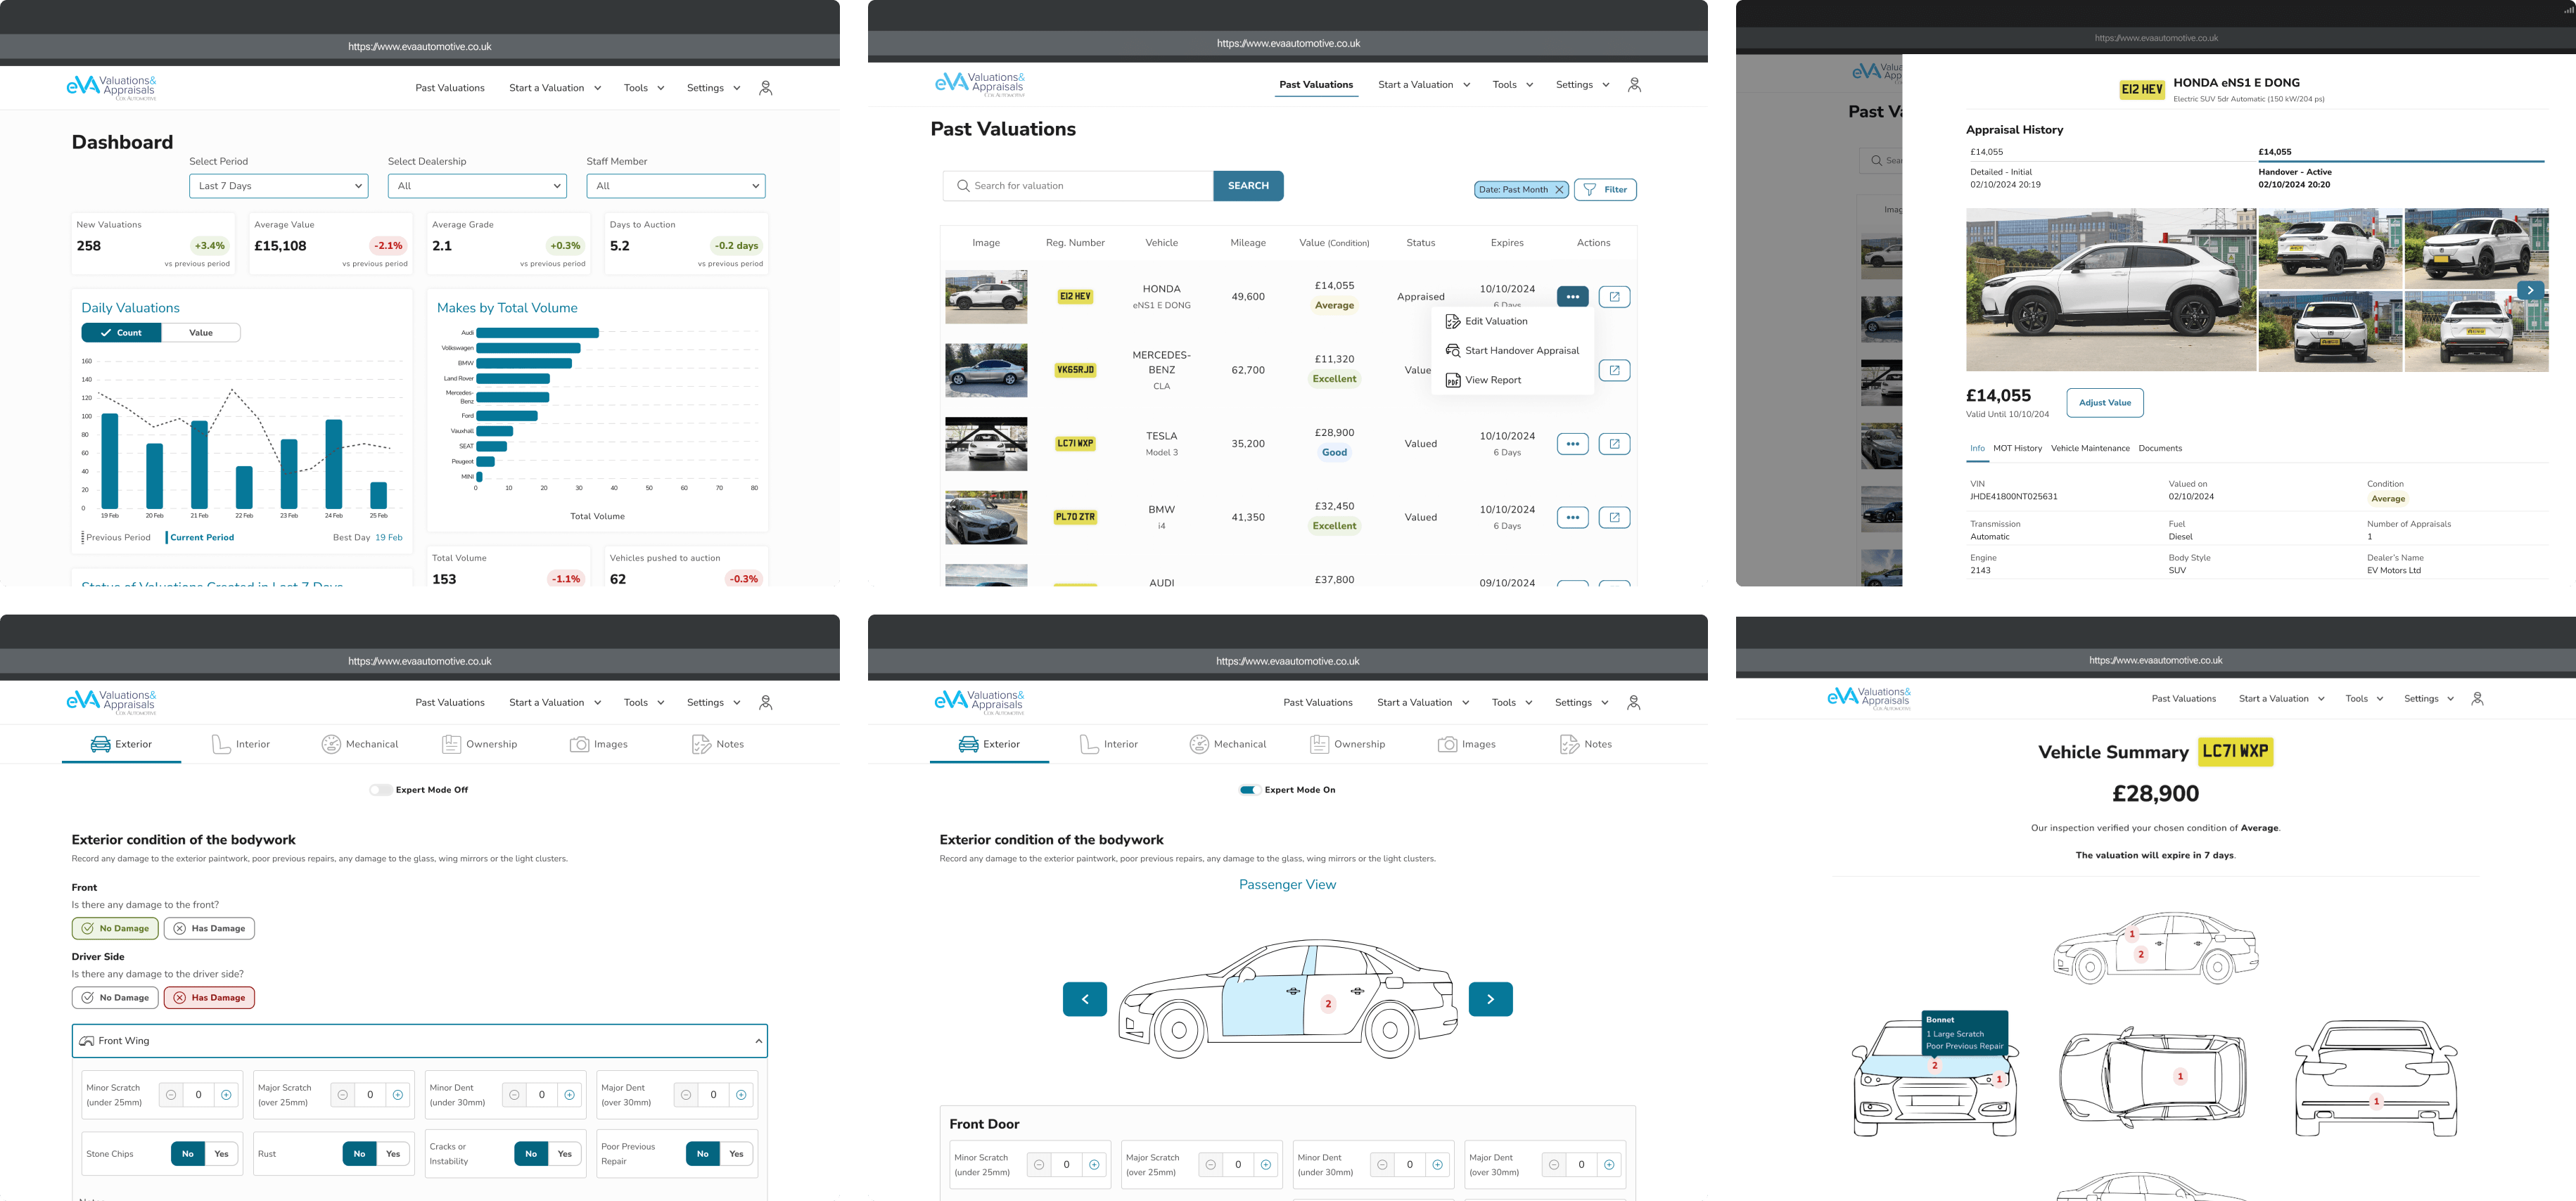 https://www.evaautomotive.co.uk
eVA Valuations&
Appraisals
COX AUTOMOTIVE
Past Valuations Start a Valuation Tools Settings
Dashboard
Select Period Select Dealership Staff Member
Last 7 Days All All
New Valuations Average Value Average Grade Days to Auction
258 +3.4% £15,108 -2.1% 2.1 +0.3% 5.2 -0.2 days
vs previous period vs previous period vs previous period vs previous period
Daily Valuations
Count Value
160
140
120
100
80
60
40
20
0
19 Feb 20 Feb 21 Feb 22 Feb 23 Feb 24 Feb 25 Feb
Previous Period Current Period Best Day 19 Feb
Status of Valuations Created in Last 7 Days
Makes by Total Volume
Audi
Volkswagen
BMW
Land Rover
Mercedes-
Benz
Ford
Vauxhall
SEAT
Peugeot
MINI
0 10 20 30 40 50 60 70 80
Total Volume
Total Volume Vehicles pushed to auction
153 -1.1% 62 -0.3%
https://www.evaautomotive.co.uk
eVA Valuations&
Appraisals
COX AUTOMOTIVE
Past Valuations Start a Valuation Tools Settings
Past Valuations
Search for valuation SEARCH Date: Past Month Filter
Image Reg. Number Vehicle Mileage Value (Condition) Status Expires Actions
E12 HEV HONDA eNS1 E DONG 49,600 £14,055 Average Appraised 10/10/2024 6 Days
Edit Valuation
Start Handover Appraisal
View Report
VK65RJD MERCEDES-
BENZ
CLA 62,700 £11,320 Excellent Value
LC71 WXP TESLA Model 3 35,200 £28,900 Good Valued 10/10/2024 6 Days
PL70 ZTR BMW i4 41,350 £32,450 Excellent Valued 10/10/2024 6 Days
AUDI £37,800 09/10/2024
https://www.evaautomotive.co.uk
eVA Value
App
Past V
Sear
Imag
E12 HEV HONDA eNS1 E DONG
Electric SUV 5dr Automatic (150 kW/204 ps)
Appraisal History
£14,055 £14,055
Detailed - Initial Handover - Active
02/10/2024 20:19 02/10/2024 20:20
£14,055 Adjust Value
Valid Until 10/10/204
Info MOT History Vehicle Maintenance Documents
VIN Valued on Condition
JHDE41800NT025631 02/10/2024 Average
Transmission Fuel Number of Appraisals
Automatic Diesel 1
Engine Body Style Dealer's Name
2143 SUV EV Motors Ltd
https://www.evaautomotive.co.uk
eVA Valuations&
Appraisals
COX AUTOMOTIVE
Past Valuations Start a Valuation Tools Settings
Exterior Interior Mechanical Ownership Images Notes
Expert Mode Off
Exterior condition of the bodywork
Record any damage to the exterior paintwork, poor previous repairs, any damage to the glass, wing mirrors or the light clusters.
Front
Is there any damage to the front?
No Damage Has Damage
Driver Side
Is there any damage to the driver side?
No Damage Has Damage
Front Wing
Minor Scratch
(under 25mm) 0
Major Scratch
(over 25mm) 0
Minor Dent
(under 30mm) 0
Major Dent
(over 30mm) 0
Stone Chips No Yes
Rust No Yes
Cracks or
Instability No Yes
Poor Previous
Repair No Yes
https://www.evaautomotive.co.uk
eVA Valuations&
Appraisals
COX AUTOMOTIVE
Past Valuations Start a Valuation Tools Settings
Exterior Interior Mechanical Ownership Images Notes
Expert Mode On
Exterior condition of the bodywork
Record any damage to the exterior paintwork, poor previous repairs, any damage to the glass, wing mirrors or the light clusters.
Passenger View
2
Front Door
Minor Scratch
(under 25mm) 0
Major Scratch
(over 25mm) 0
Minor Dent
(under 30mm) 0
Major Dent
(over 30mm) 0
https://www.evaautomotive.co.uk
eVA Valuations&
Appraisals
COX AUTOMOTIVE
Past Valuations Start a Valuation Tools Settings
Vehicle Summary LC71 WXP
£28,900
Our inspection verified your chosen condition of Average.
The valuation will expire in 7 days.
1
2
Bonnet
1 Large Scratch
Poor Previous Repair
2
1
1
1